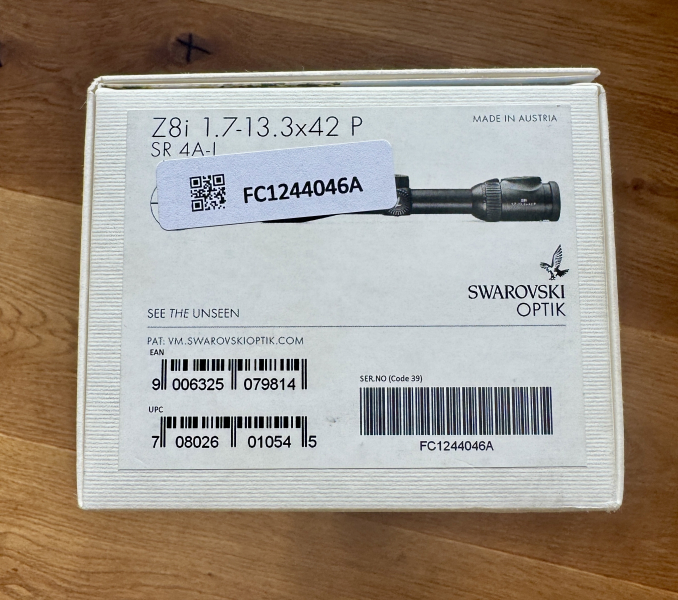 Z8i 1.7-13.3x42 P
MADE IN AUSTRIA
SR 4A-I
FC1244046A
SWAROVSKI
OPTIK
SEE THE UNSEEN
PAT: VM.SWAROVSKIOPTIK.COM
EAN
9 006325 079814
SER.NO (Code 39)
FC1244046A
UPC
7 08026 01054 5